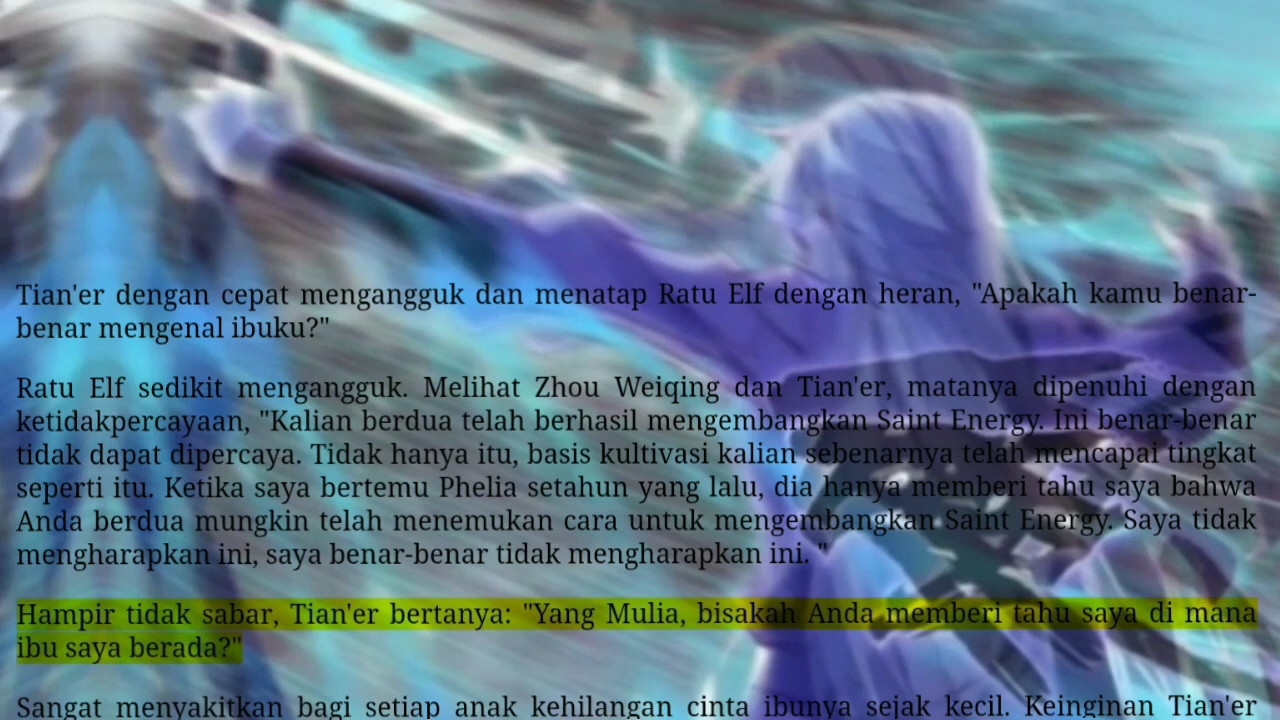 Tian'er dengan cepat mengangguk dan menatap Ratu Elf dengan heran, "Apakah kamu benar-
benar mengenal ibuku?"
Ratu Elf sedikit mengangguk. Melihat Zhou Weiqing dan Tian'er, matanya dipenuhi dengan
ketidakpercayaan, "Kalian berdua telah berhasil mengembangkan Saint Energy. Ini benar-benar
tidak dapat dipercaya. Tidak hanya itu, basis kultivasi kalian sebenarnya telah mencapai tingkat
seperti itu. Ketika saya bertemu Phelia setahun yang lalu, dia hanya memberi tahu saya bahwa
Anda berdua mungkin telah menemukan cara untuk mengembangkan Saint Energy. Saya tidak
mengharapkan ini, saya benar-benar tidak mengharapkan ini. "
Hampir tidak sabar, Tian'er bertanya: "Yang Mulia, bisakah Anda memberi tahu saya di mana
ibu saya berada?"
Sangat menyakitkan bagi setiap anak kehilangan cinta ibunya sejak kecil. Keinginan Tian'er